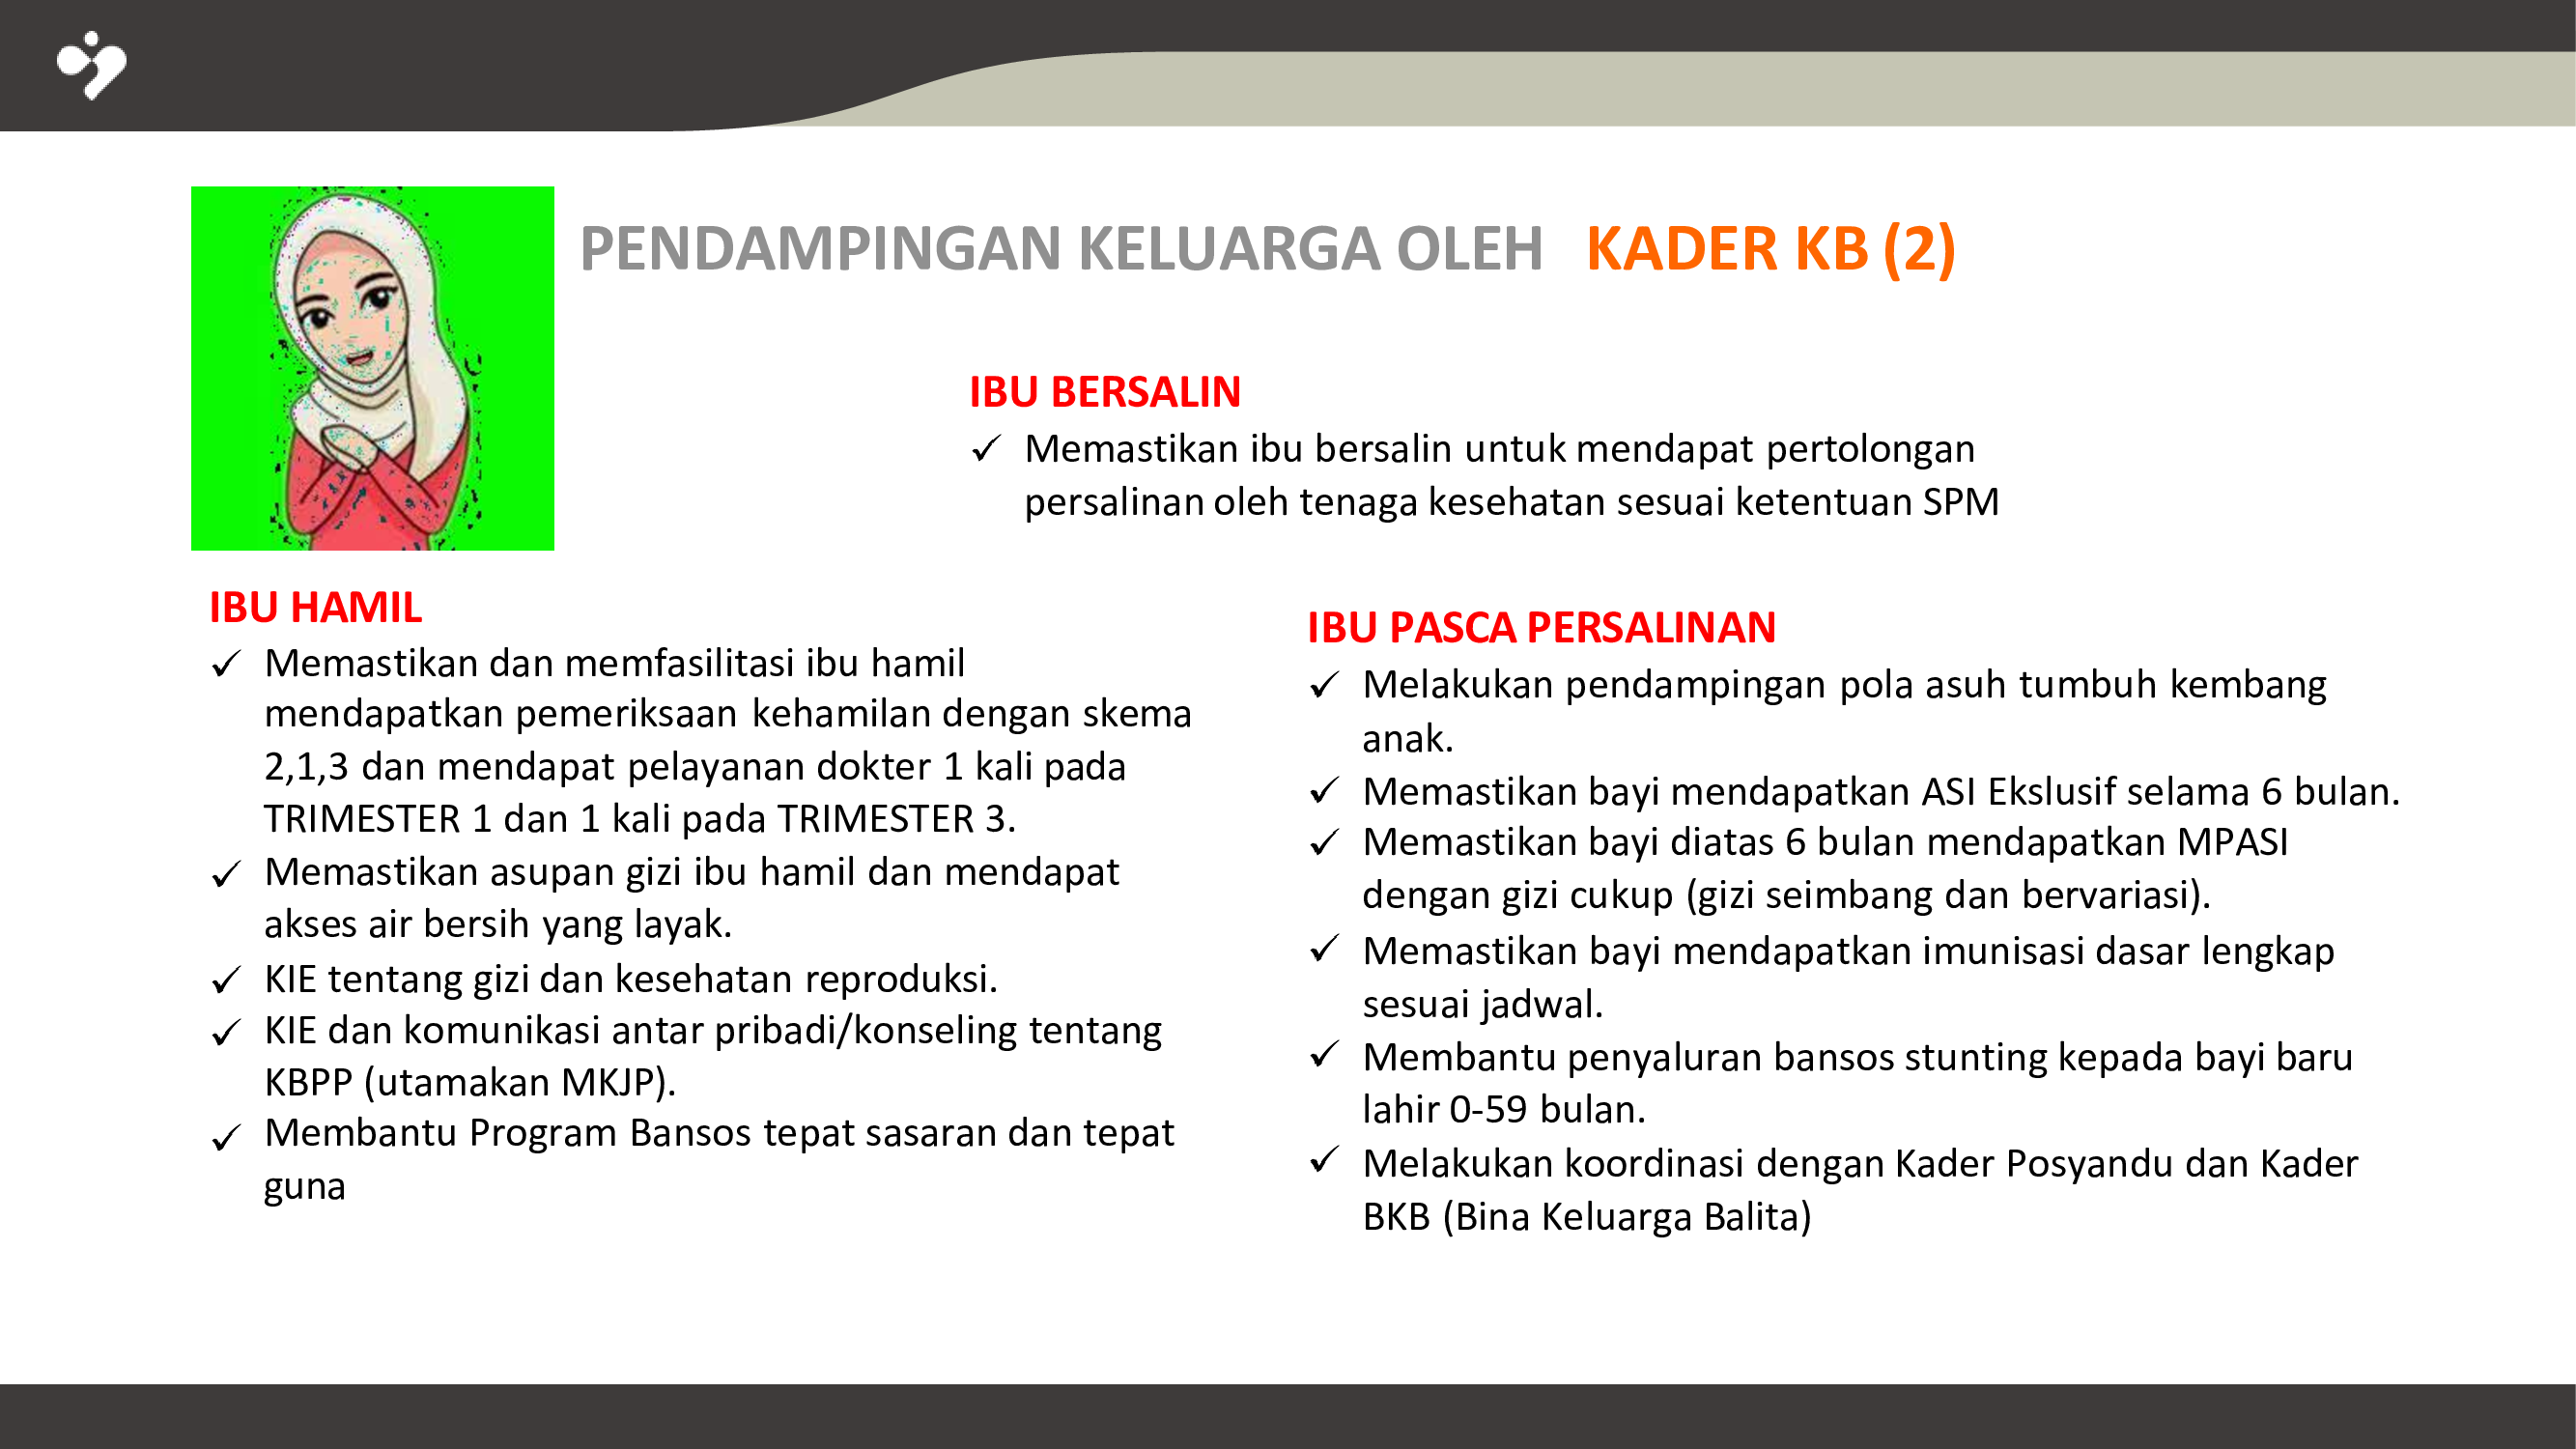 PENDAMPINGAN KELUARGA OLEH KADER KB (2)
IBU BERSALIN
✓ Memastikan ibu bersalin untuk mendapat pertolongan
persalinan oleh tenaga kesehatan sesuai ketentuan SPM
IBU HAMIL
✓ Memastikan dan memfasilitasi ibu hamil
mendapatkan pemeriksaan kehamilan dengan skema
2,1,3 dan mendapat pelayanan dokter 1 kali pada
TRIMESTER 1 dan 1 kali pada TRIMESTER 3.
✓ Memastikan asupan gizi ibu hamil dan mendapat
akses air bersih yang layak.
✓ KIE tentang gizi dan kesehatan reproduksi.
✓ KIE dan komunikasi antar pribadi/konseling tentang
KBPP (utamakan MKJP).
✓ Membantu Program Bansos tepat sasaran dan tepat
guna
IBU PASCA PERSALINAN
✓ Melakukan pendampingan pola asuh tumbuh kembang
anak.
✓ Memastikan bayi mendapatkan ASI Ekslusif selama 6 bulan.
✓ Memastikan bayi diatas 6 bulan mendapatkan MPASI
dengan gizi cukup (gizi seimbang dan bervariasi).
✓ Memastikan bayi mendapatkan imunisasi dasar lengkap
sesuai jadwal.
✓ Membantu penyaluran bansos stunting kepada bayi baru
lahir 0-59 bulan.
✓ Melakukan koordinasi dengan Kader Posyandu dan Kader
BKB (Bina Keluarga Balita)